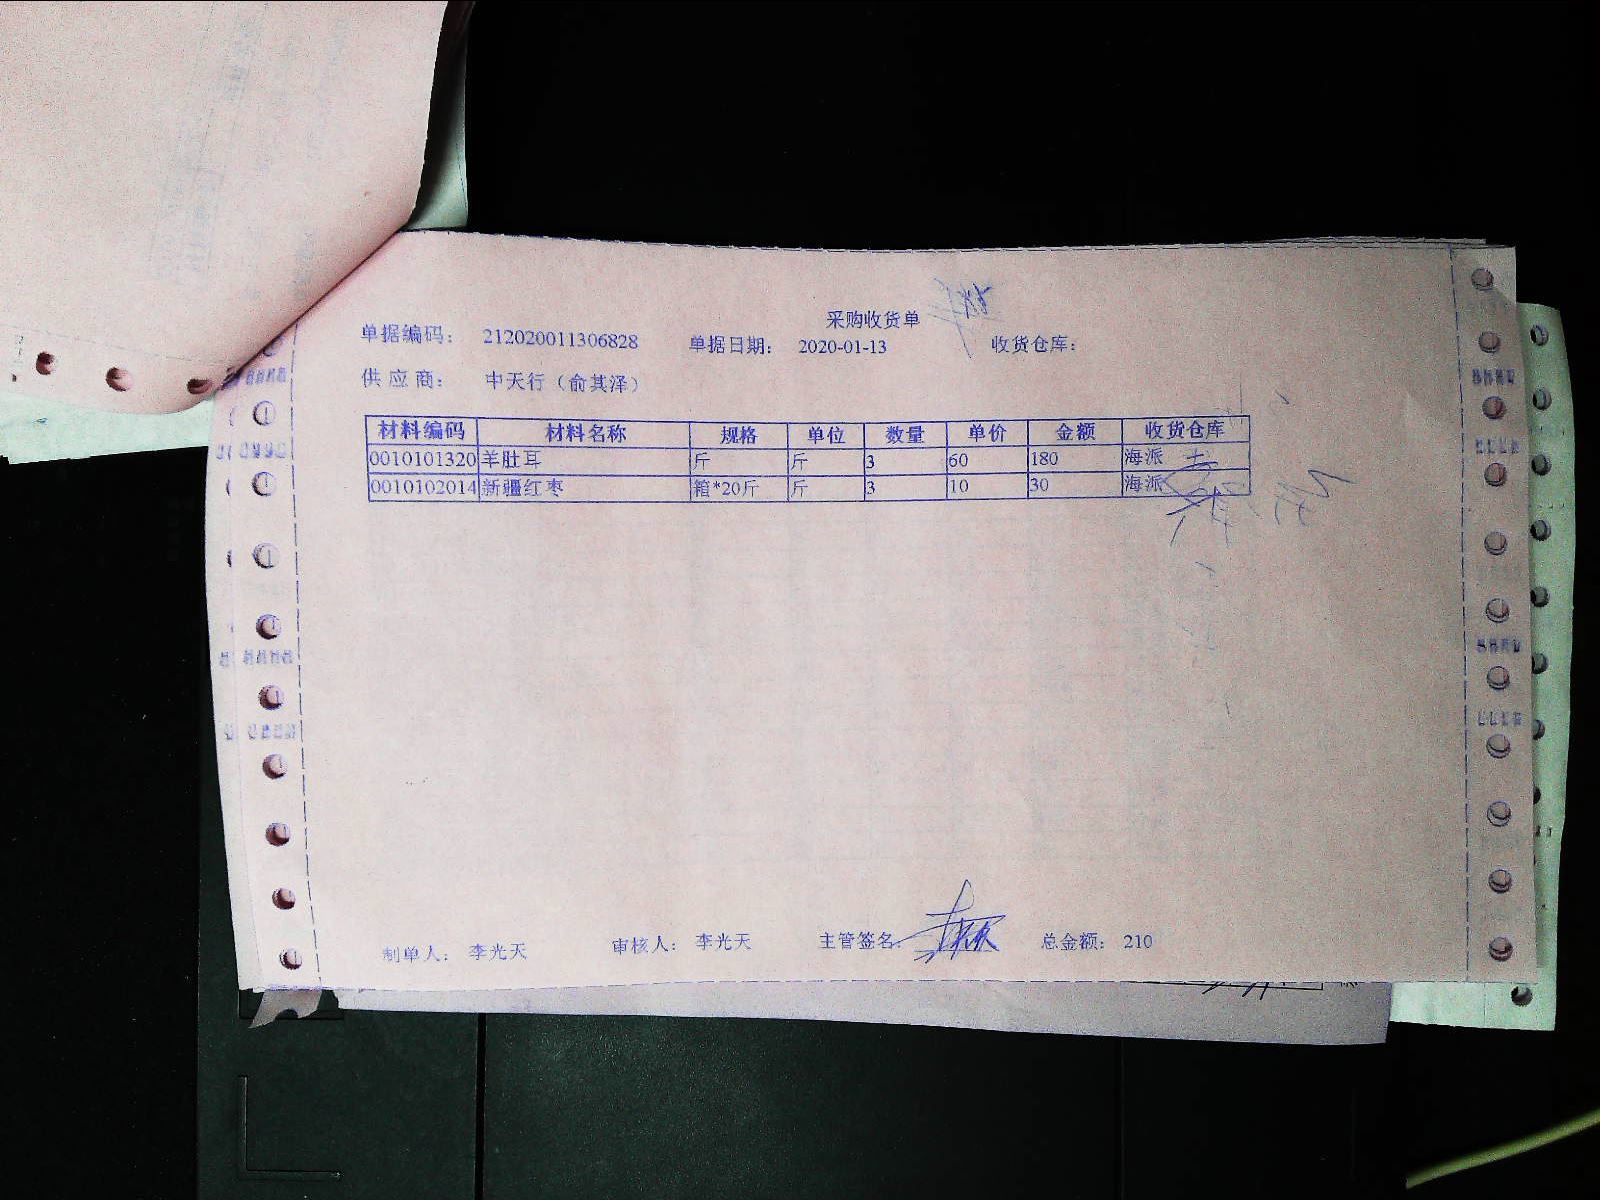 采购收货单
单据编码： 212020011306828 单据日期： 2020-01-13 收货仓库：
供 应 商： 中天行（俞其泽）
材料编码 材料名称 规格 单位 数量 单价 金额 收货仓库
0010101320 羊肚耳 斤 斤 3 60 180 海派
0010102014 新疆红枣 箱*20斤 斤 3 10 30 海派
制单人： 李光天 审核人： 李光天 主管签名： 总金额： 210